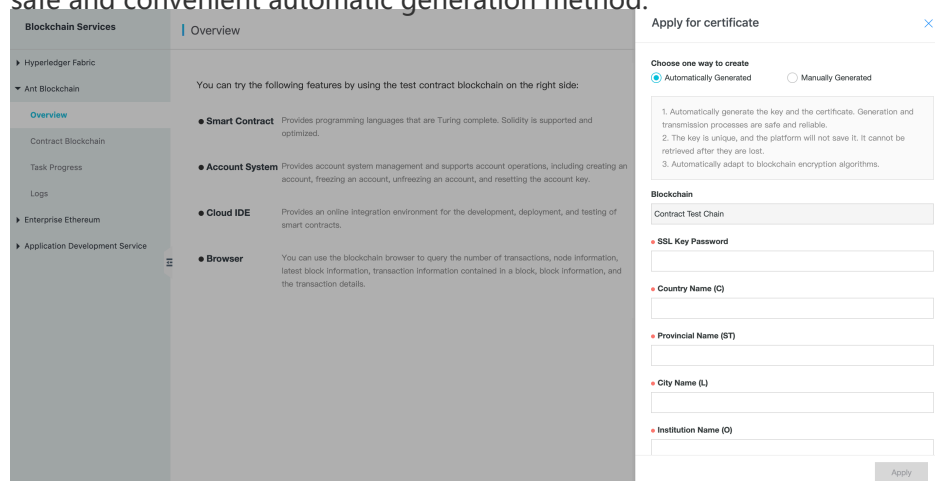 safe and convenient automatic generation method.
Blockchain Services
Hyperledger Fabric
Ant Blockchain
Overview
Contract Blockchain
Task Progress
Logs
Enterprise Ethereum
Application Development Service
Overview
You can try the following features by using the test contract blockchain on the right side:
Smart Contract Provides programming languages that are Turing complete. Solidity is supported and
optimized.
Account System Provides account system management and supports account operations, including creating an
account, freezing an account, unfreezing an account, and resetting the account key.
Cloud IDE Provides an online integration environment for the development, deployment, and testing of
smart contracts.
Browser You can use the blockchain browser to query the number of transactions, node information,
latest block information, transaction information contained in a block, block information, and
the transaction details.
Apply for certificate
Choose one way to create
Automatically Generated Manually Generated
1. Automatically generate the key and the certificate. Generation and
transmission processes are safe and reliable.
2. The key is unique, and the platform will not save it. It cannot be
retrieved after they are lost.
3. Automatically adapt to blockchain encryption algorithms.
Blockchain
Contract Test Chain
SSL Key Password
Country Name (C)
Provincial Name (ST)
City Name (L)
Institution Name (O)
Apply